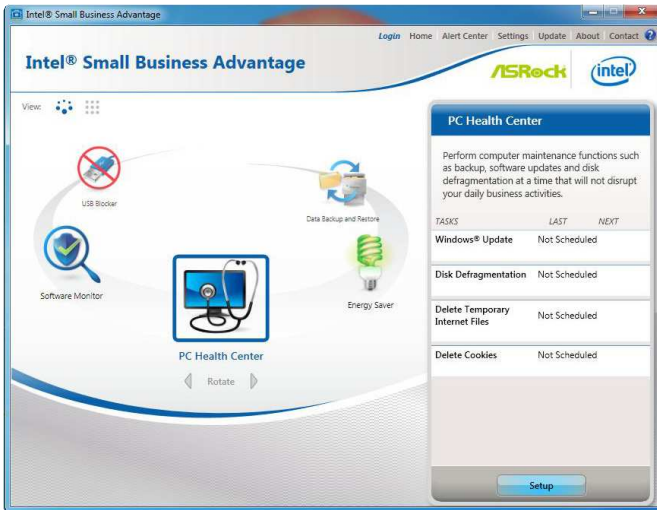 Intel® Small Business Advantage
Login Home Alert Center Settings Update About Contact ?
Intel® Small Business Advantage
ASRock intel
View:
PC Health Center
Perform computer maintenance functions such
as backup, software updates and disk
defragmentation at a time that will not disrupt
your daily business activities.
TASKS LAST NEXT
Windows® Update Not Scheduled
Disk Defragmentation Not Scheduled
Delete Temporary
Internet Files Not Scheduled
Delete Cookies Not Scheduled
Setup
USB Blocker
Data Backup and Restore
Software Monitor
Energy Saver
PC Health Center
Rotate